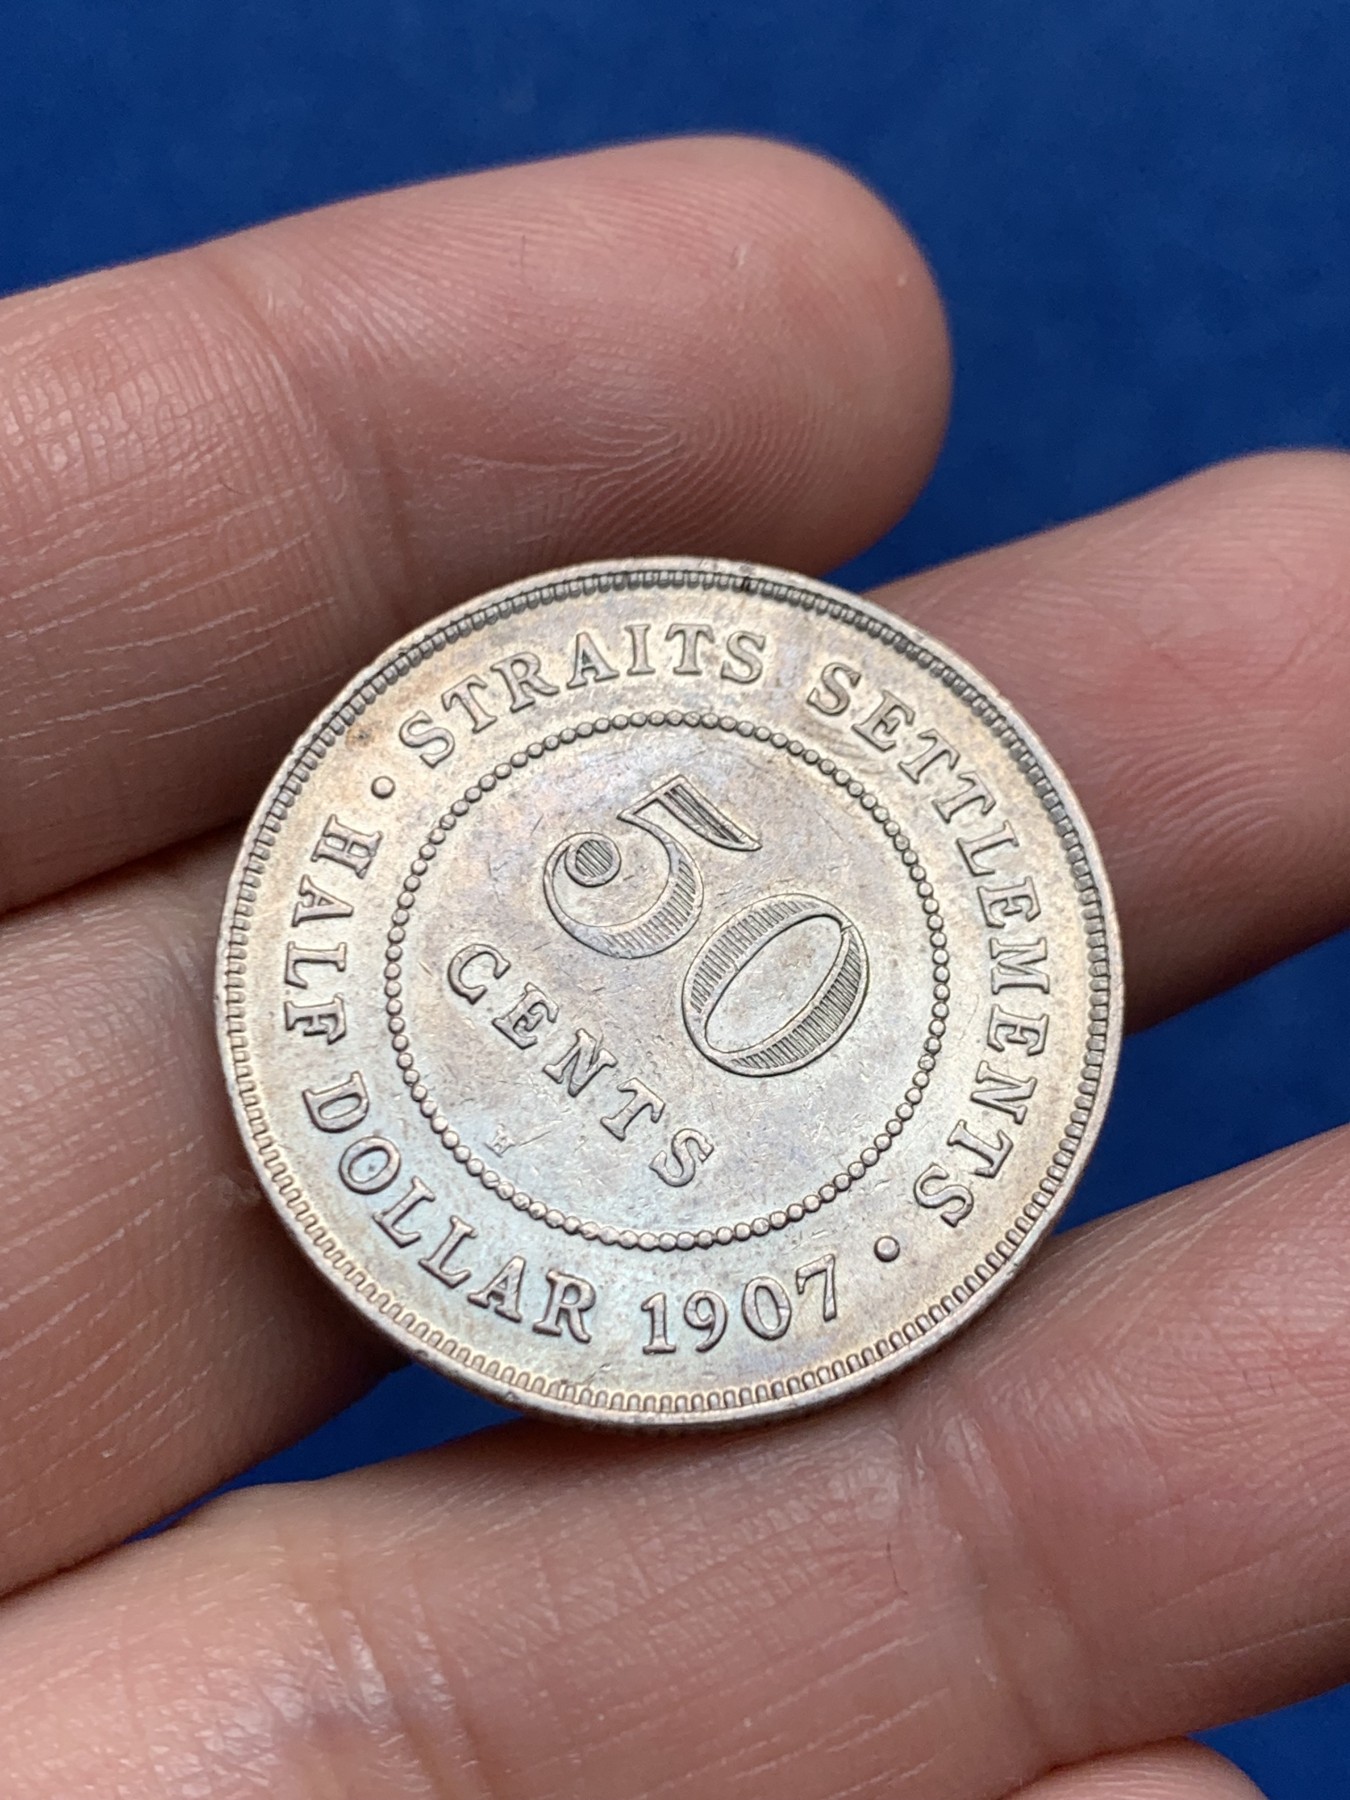 • STRAITS SETTLEMENTS •
HALF DOLLAR 1907
50
CENTS